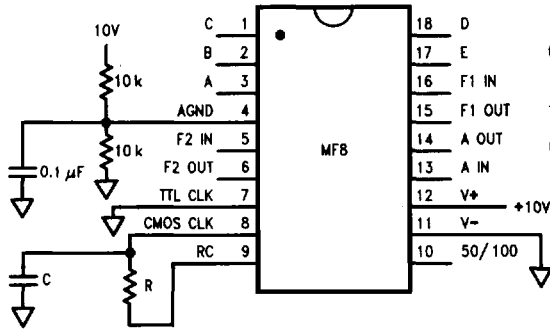 10V
10k
10k
0.1 μF
C
R
C 1
B 2
A 3
AGND 4
F2 IN 5
F2 OUT 6
TTL CLK 7
CMOS CLK 8
RC 9
MF8
18 D
17 E
16 F1 IN
15 F1 OUT
14 A OUT
13 A IN
12 V+
+10V
11 V-
10 50/100